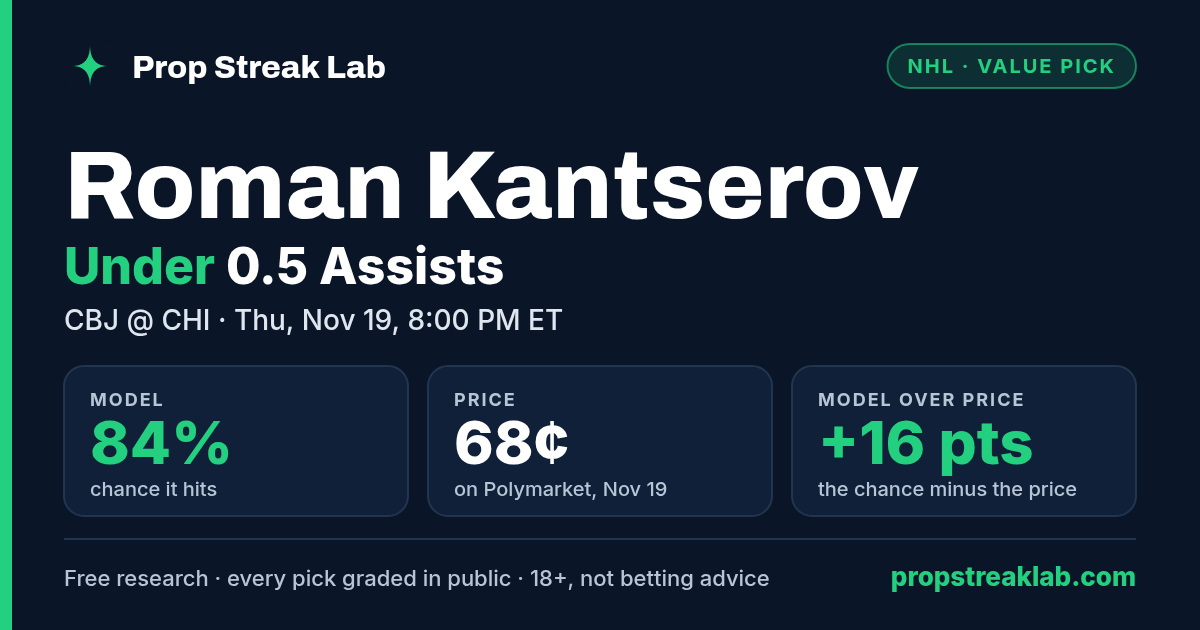 Prop Streak Lab
NHL · VALUE PICK
Roman Kantserov
Under 0.5 Assists
CBJ @ CHI · Thu, Nov 19, 8:00 PM ET
MODEL
84%
chance it hits
PRICE
68¢
on Polymarket, Nov 19
MODEL OVER PRICE
+16 pts
the chance minus the price
Free research · every pick graded in public · 18+, not betting advice
propstreaklab.com